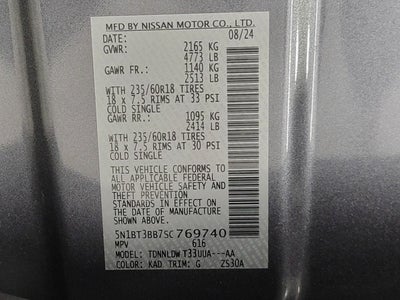 MFD BY NISSAN MOTOR CO., LTD.
DATE: 08/24
GVWR: 2165 KG
4773 LB
GAWR FR.: 1140 KG
2513 LB
WITH 235/60R18 TIRES
18 x 7.5 RIMS AT 33 PSI
COLD SINGLE
GAWR RR.: 1095 KG
2414 LB
WITH 235/60R18 TIRES
18 x 7.5 RIMS AT 30 PSI
COLD SINGLE
THIS VEHICLE CONFORMS TO
ALL APPLICABLE FEDERAL
MOTOR VEHICLE SAFETY, BUMPER
AND THEFT PREVENTION
STANDARDS IN EFFECT ON THE
DATE OF MANUFACTURE SHOWN
ABOVE.
5N1BT3BB7SC769740
MPV 616
MODEL: TDNNLDW T33UUA---AA
COLOR: KAD TRIM: G ZS30A